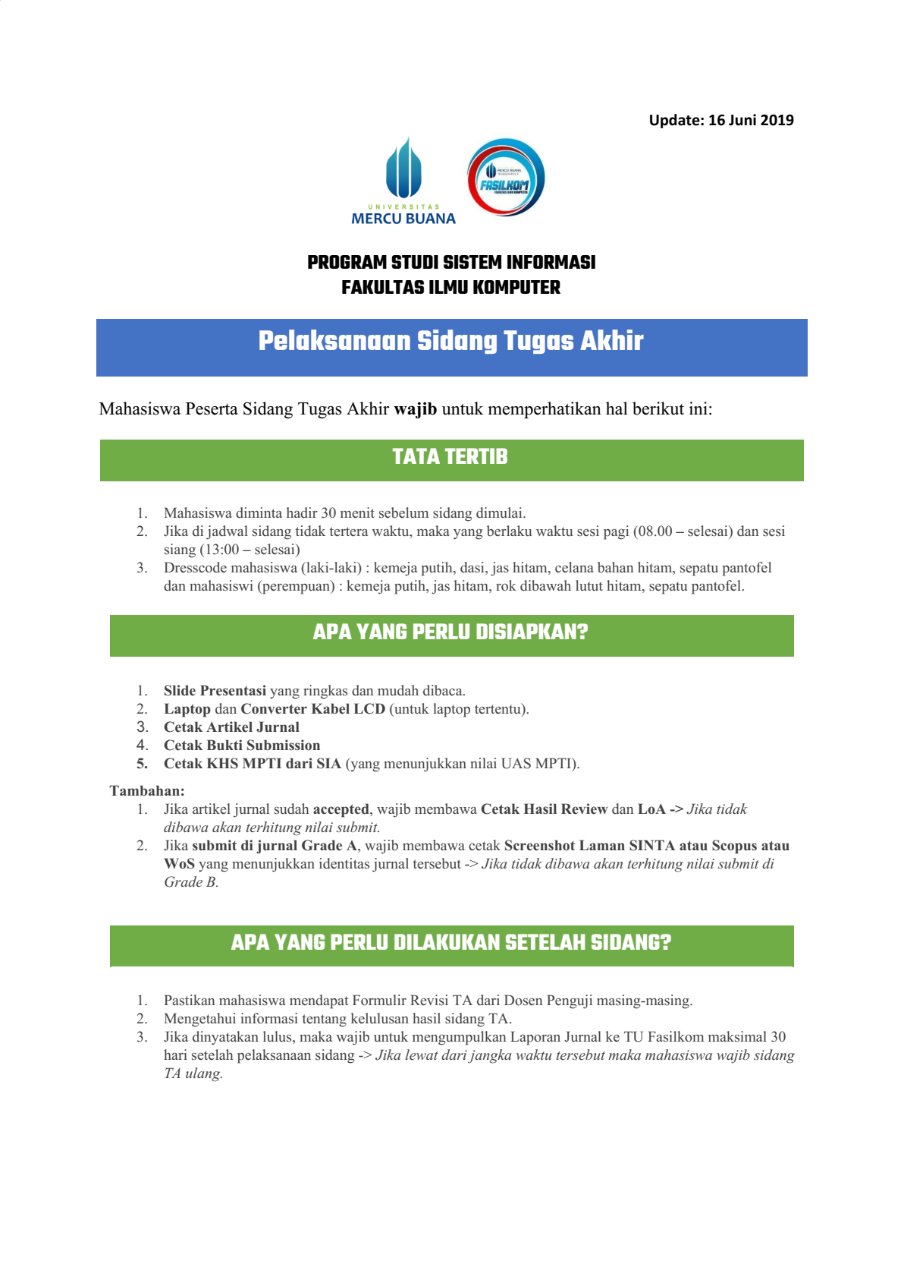 Update: 16 Juni 2019
UNIVERSITAS
MERCU BUANA
MERCU BUANA
FASILKOM
PROGRAM STUDI SISTEM INFORMASI
FAKULTAS ILMU KOMPUTER
Pelaksanaan Sidang Tugas Akhir
Mahasiswa Peserta Sidang Tugas Akhir wajib untuk memperhatikan hal berikut ini:
TATA TERTIB
1. Mahasiswa diminta hadir 30 menit sebelum sidang dimulai.
2. Jika di jadwal sidang tidak tertera waktu, maka yang berlaku waktu sesi pagi (08.00 – selesai) dan sesi
siang (13:00 – selesai)
3. Dresscode mahasiswa (laki-laki) : kemeja putih, dasi, jas hitam, celana bahan hitam, sepatu pantofel
dan mahasiswi (perempuan) : kemeja putih, jas hitam, rok dibawah lutut hitam, sepatu pantofel.
APA YANG PERLU DISIAPKAN?
1. Slide Presentasi yang ringkas dan mudah dibaca.
2. Laptop dan Converter Kabel LCD (untuk laptop tertentu).
3. Cetak Artikel Jurnal
4. Cetak Bukti Submission
5. Cetak KHS MPTI dari SIA (yang menunjukkan nilai UAS MPTI).
Tambahan:
1. Jika artikel jurnal sudah accepted, wajib membawa Cetak Hasil Review dan LoA -> Jika tidak
dibawa akan terhitung nilai submit.
2. Jika submit di jurnal Grade A, wajib membawa cetak Screenshot Laman SINTA atau Scopus atau
WoS yang menunjukkan identitas jurnal tersebut -> Jika tidak dibawa akan terhitung nilai submit di
Grade B.
APA YANG PERLU DILAKUKAN SETELAH SIDANG?
1. Pastikan mahasiswa mendapat Formulir Revisi TA dari Dosen Penguji masing-masing.
2. Mengetahui informasi tentang kelulusan hasil sidang TA.
3. Jika dinyatakan lulus, maka wajib untuk mengumpulkan Laporan Jurnal ke TU Fasilkom maksimal 30
hari setelah pelaksanaan sidang -> Jika lewat dari jangka waktu tersebut maka mahasiswa wajib sidang
TA ulang.